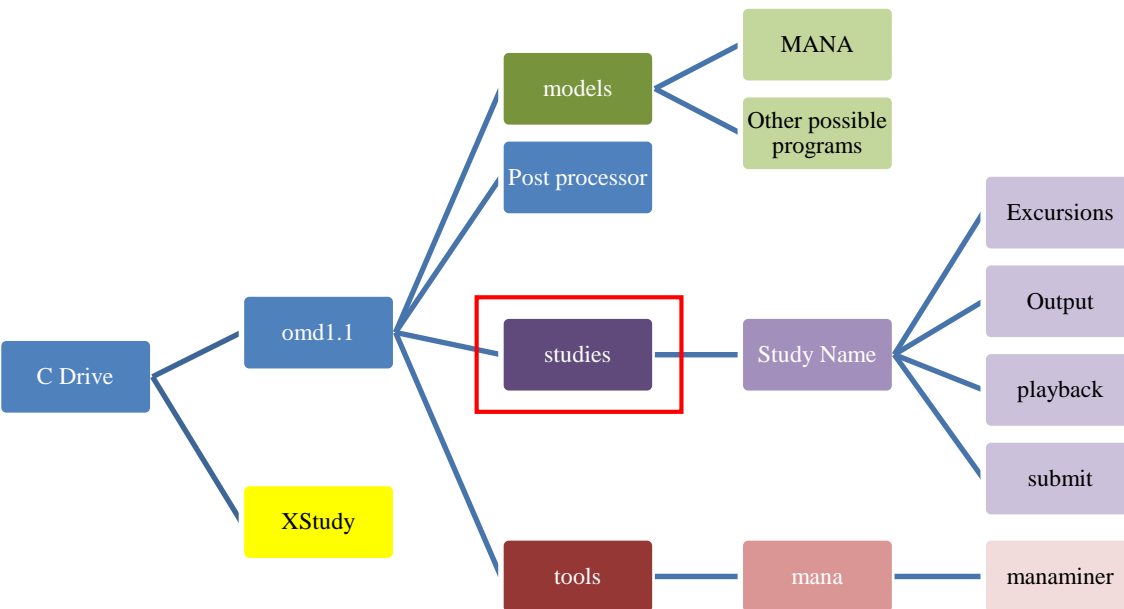 C Drive
omd1.1
XStudy
models
Post processor
studies
tools
MANA
Other possible
programs
Study Name
mana
Excursions
Output
playback
submit
manaminer